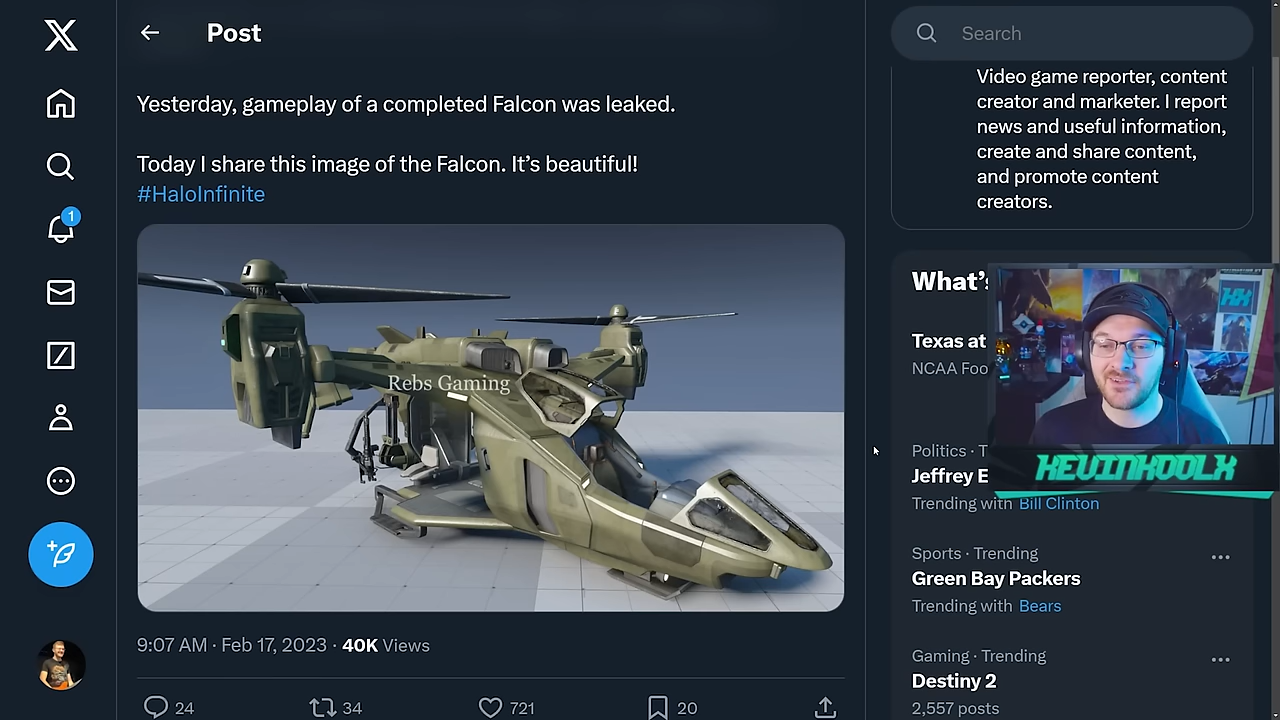 Post
Search
Yesterday, gameplay of a completed Falcon was leaked.
Today I share this image of the Falcon. It's beautiful!
#HaloInfinite
Rebs Gaming
9:07 AM · Feb 17, 2023 · 40K Views
24
34
721
20
1
Video game reporter, content
creator and marketer. I report
news and useful information,
create and share content,
and promote content
creators.
What's
Texas at
NCAA Foo
Politics · T
Jeffrey E
Trending with Bill Clinton
KEVINKOOLX
Sports · Trending
Green Bay Packers
Trending with Bears
Gaming · Trending
Destiny 2
2,557 posts